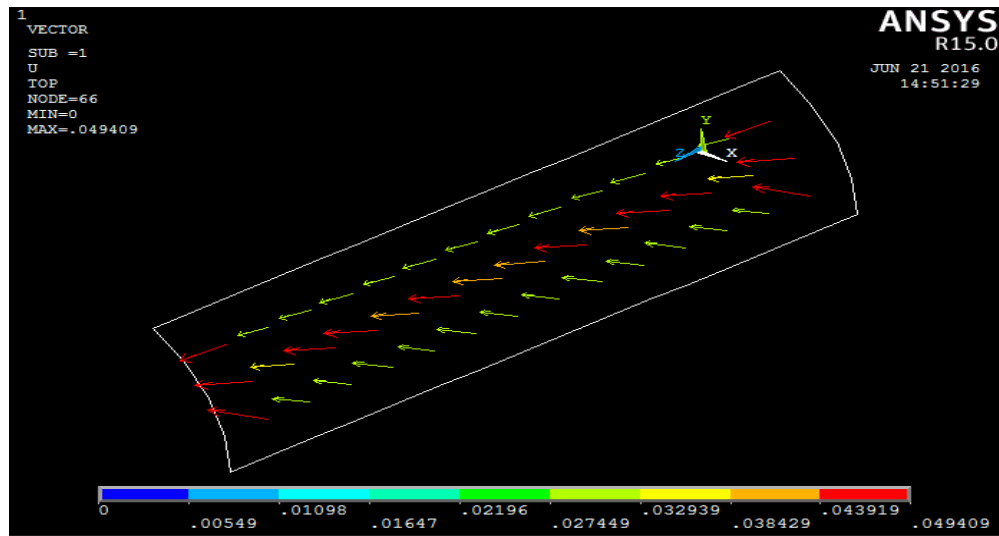 1
VECTOR
SUB =1
U
TOP
NODE=66
MIN=0
MAX=.049409
ANSYS
R15.0
JUN 21 2016
14:51:29
Y
Z
X
0 .01098 .02196 .032939 .043919
.00549 .01647 .027449 .038429 .049409